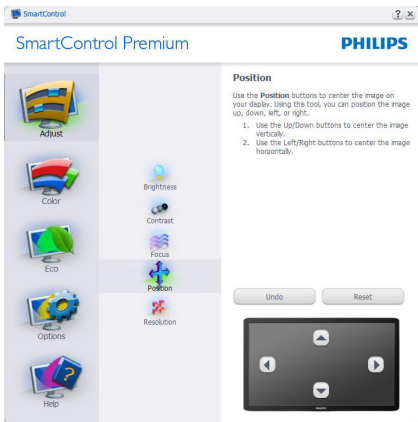 SmartControl
? ×
SmartControl Premium
PHILIPS
Adjust
Color
Eco
Options
Help
Brightness
Contrast
Focus
Position
Resolution
Position
Use the Position buttons to center the image on
your display. Using this tool, you can position the image
up, down, left, or right.
1. Use the Up/Down buttons to center the image
vertically.
2. Use the Left/Right buttons to center the image
horizontally.
Undo
Reset
PHILIPS